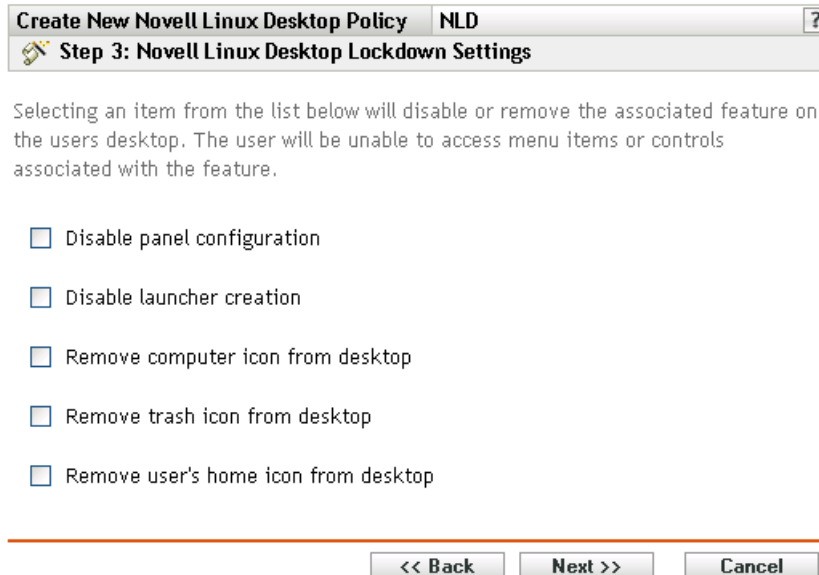 Create New Novell Linux Desktop Policy NLD ?
Step 3: Novell Linux Desktop Lockdown Settings
Selecting an item from the list below will disable or remove the associated feature on
the users desktop. The user will be unable to access menu items or controls
associated with the feature.
Disable panel configuration
Disable launcher creation
Remove computer icon from desktop
Remove trash icon from desktop
Remove user's home icon from desktop
<< Back Next >> Cancel